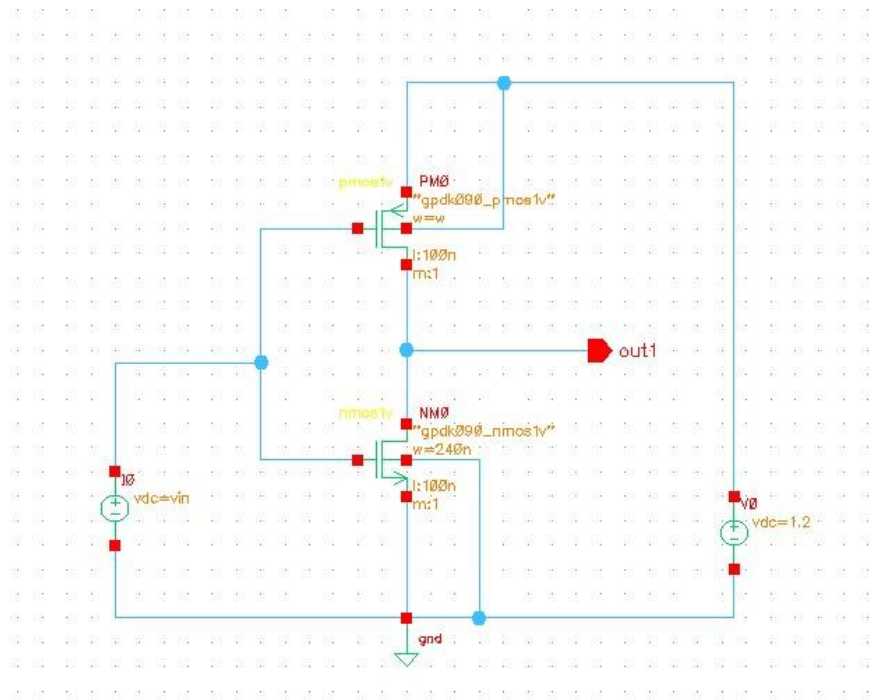 pmos1v
PM0
"gpdk090_pmos1v"
w=w
l:100n
m:1
out1
nmos1v
NM0
"gpdk090_nmos1v"
w=240n
l:100n
m:1
I0
vdc=vin
V0
vdc=1.2
gnd